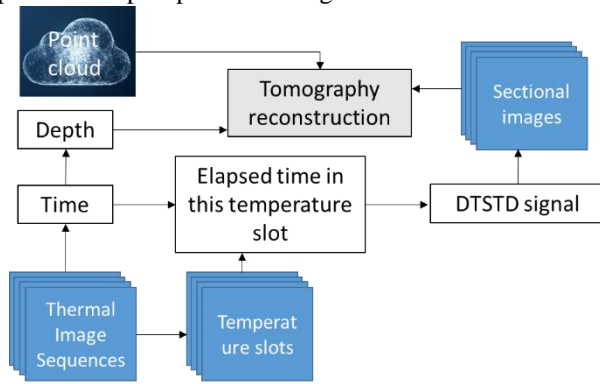 Point
cloud
Tomography
reconstruction
Sectional
images
Depth
Elapsed time in
this temperature
slot
Time
DTSTD signal
Thermal
Image
Sequences
Temperat
ure slots